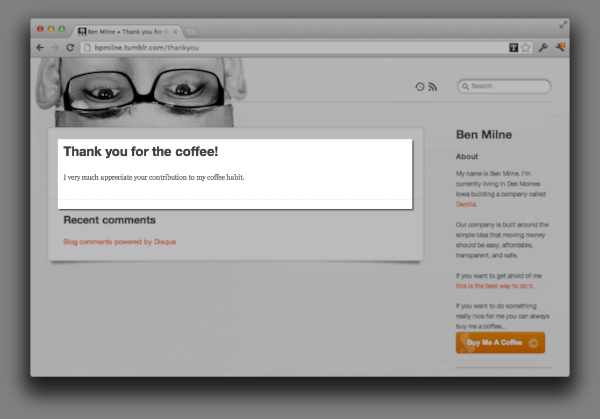 Ben Milne • Thank you for th
bpmilne.tumblr.com/thankyou
Search
Thank you for the coffee!
I very much appreciate your contribution to my coffee habit.
Recent comments
Blog comments powered by Disqus
Ben Milne
About
My name is Ben Milne. I'm
currently living in Des Moines
Iowa building a company called
Dwolla.
Our company is built around the
simple idea that moving money
should be easy, affordable,
transparent, and safe.
If you want to get ahold of me
this is the best way to do it.
If you want to do something
really nice for me you can always
buy me a coffee...
Buy Me A Coffee